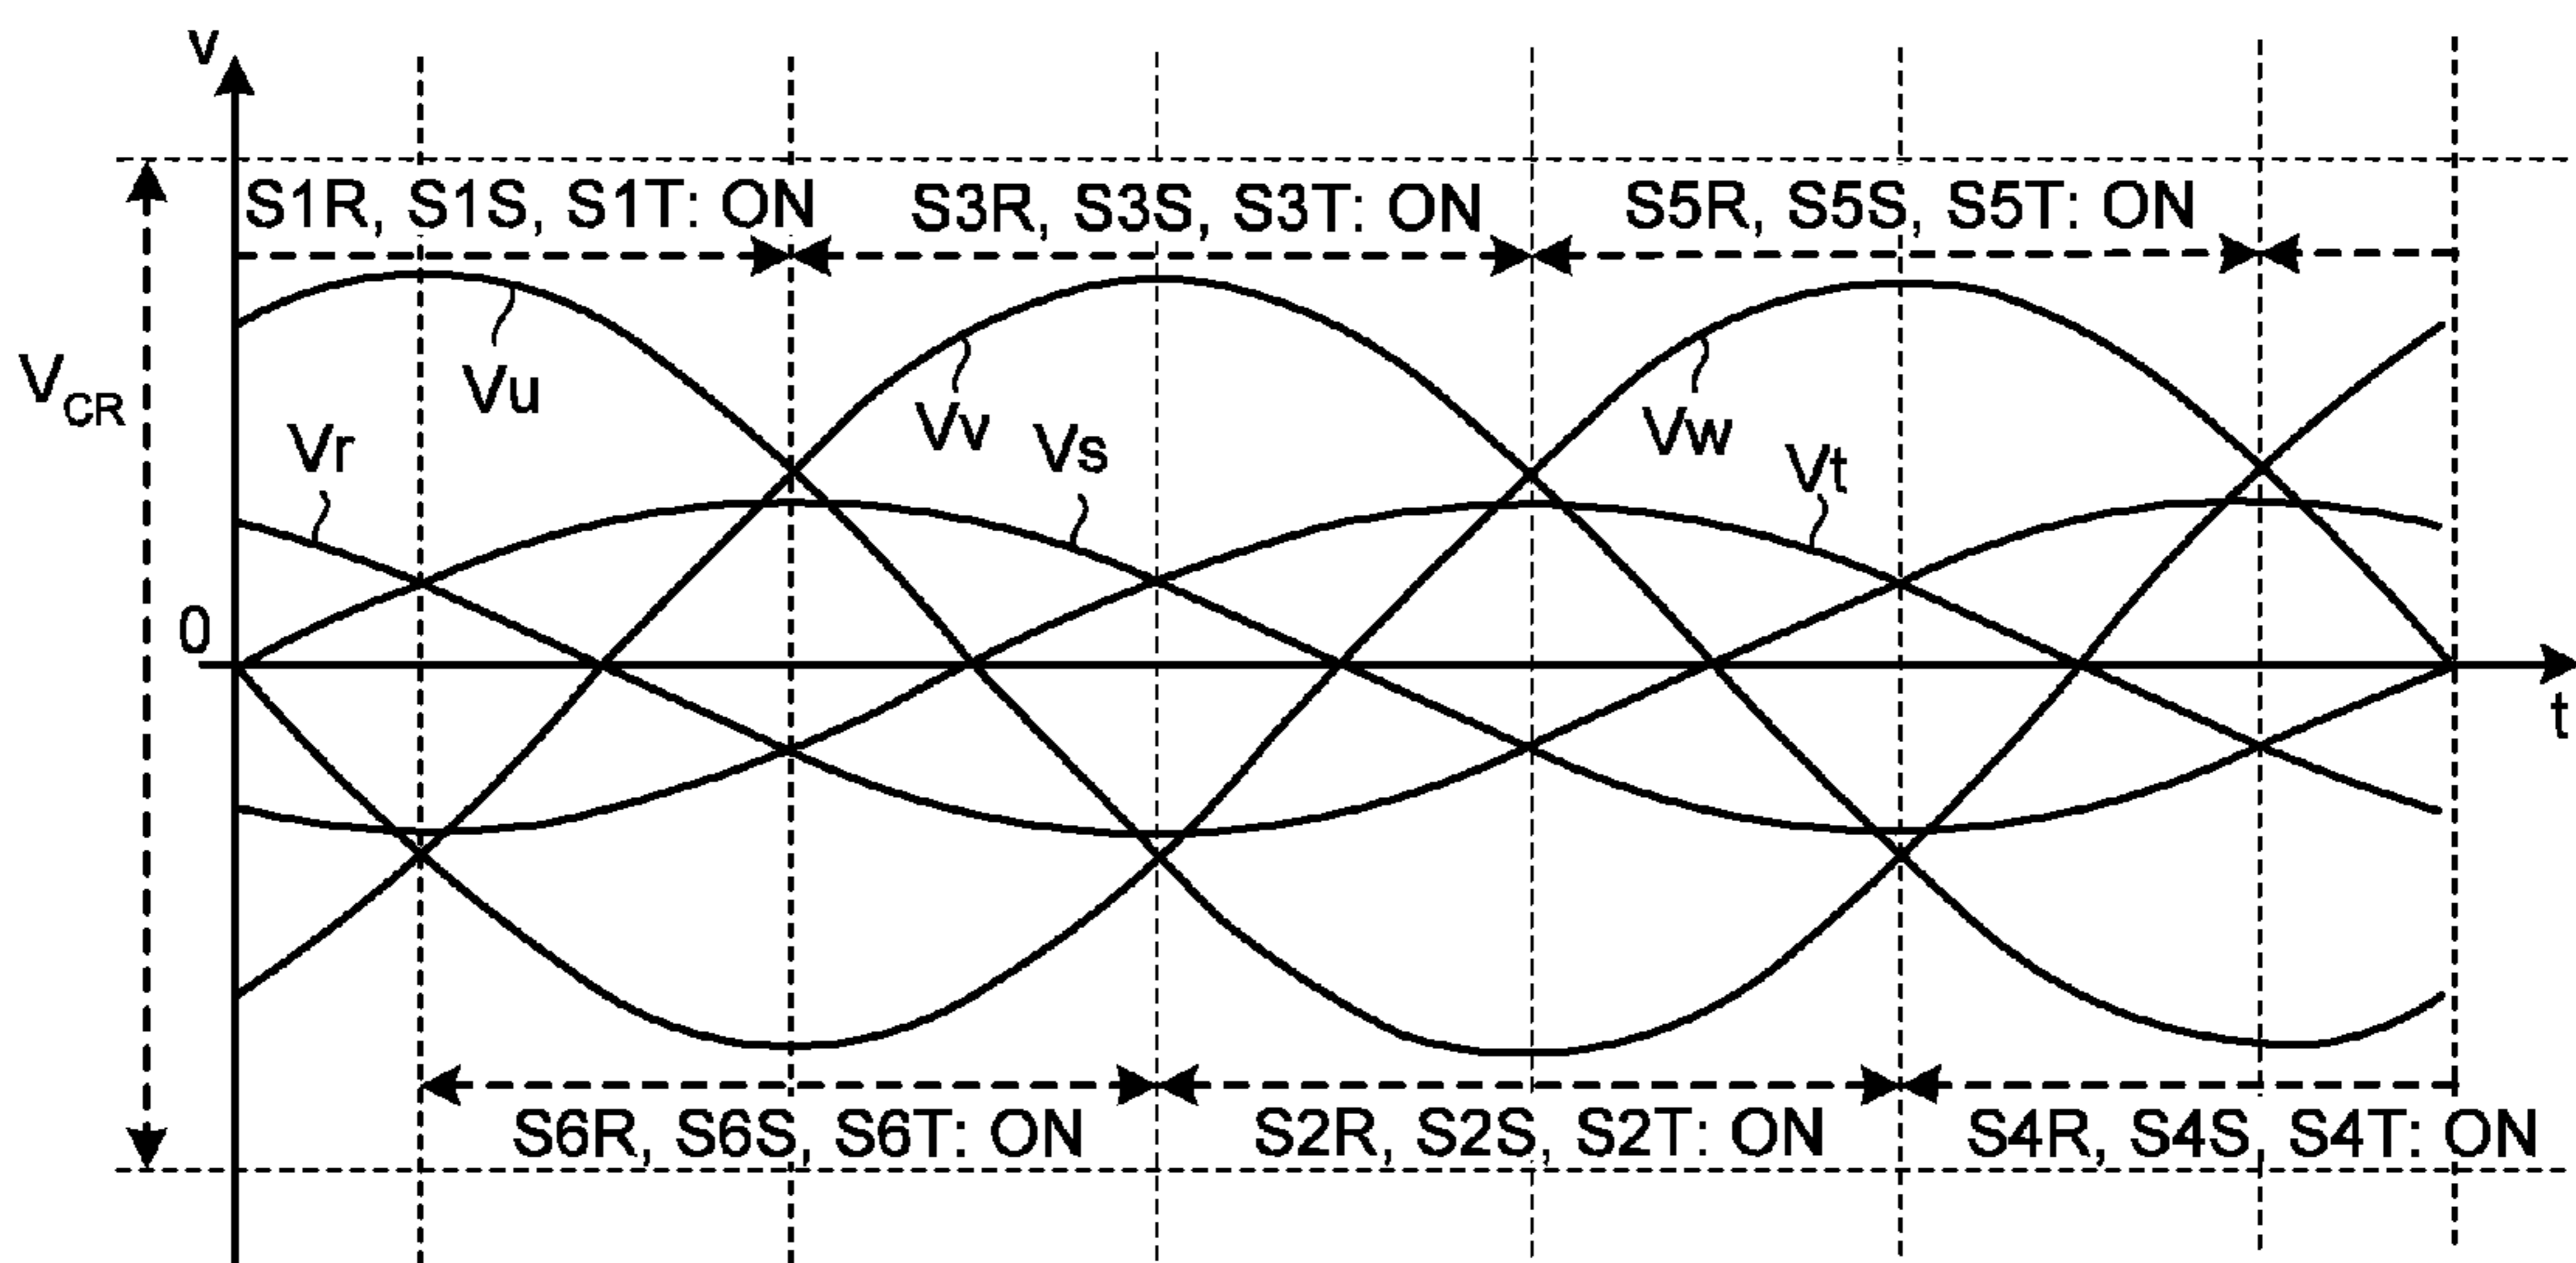 v
S1R, S1S, S1T: ON
S3R, S3S, S3T: ON
S5R, S5S, S5T: ON
VCR
Vu
Vv
Vw
Vr
Vs
Vt
0
t
S6R, S6S, S6T: ON
S2R, S2S, S2T: ON
S4R, S4S, S4T: ON